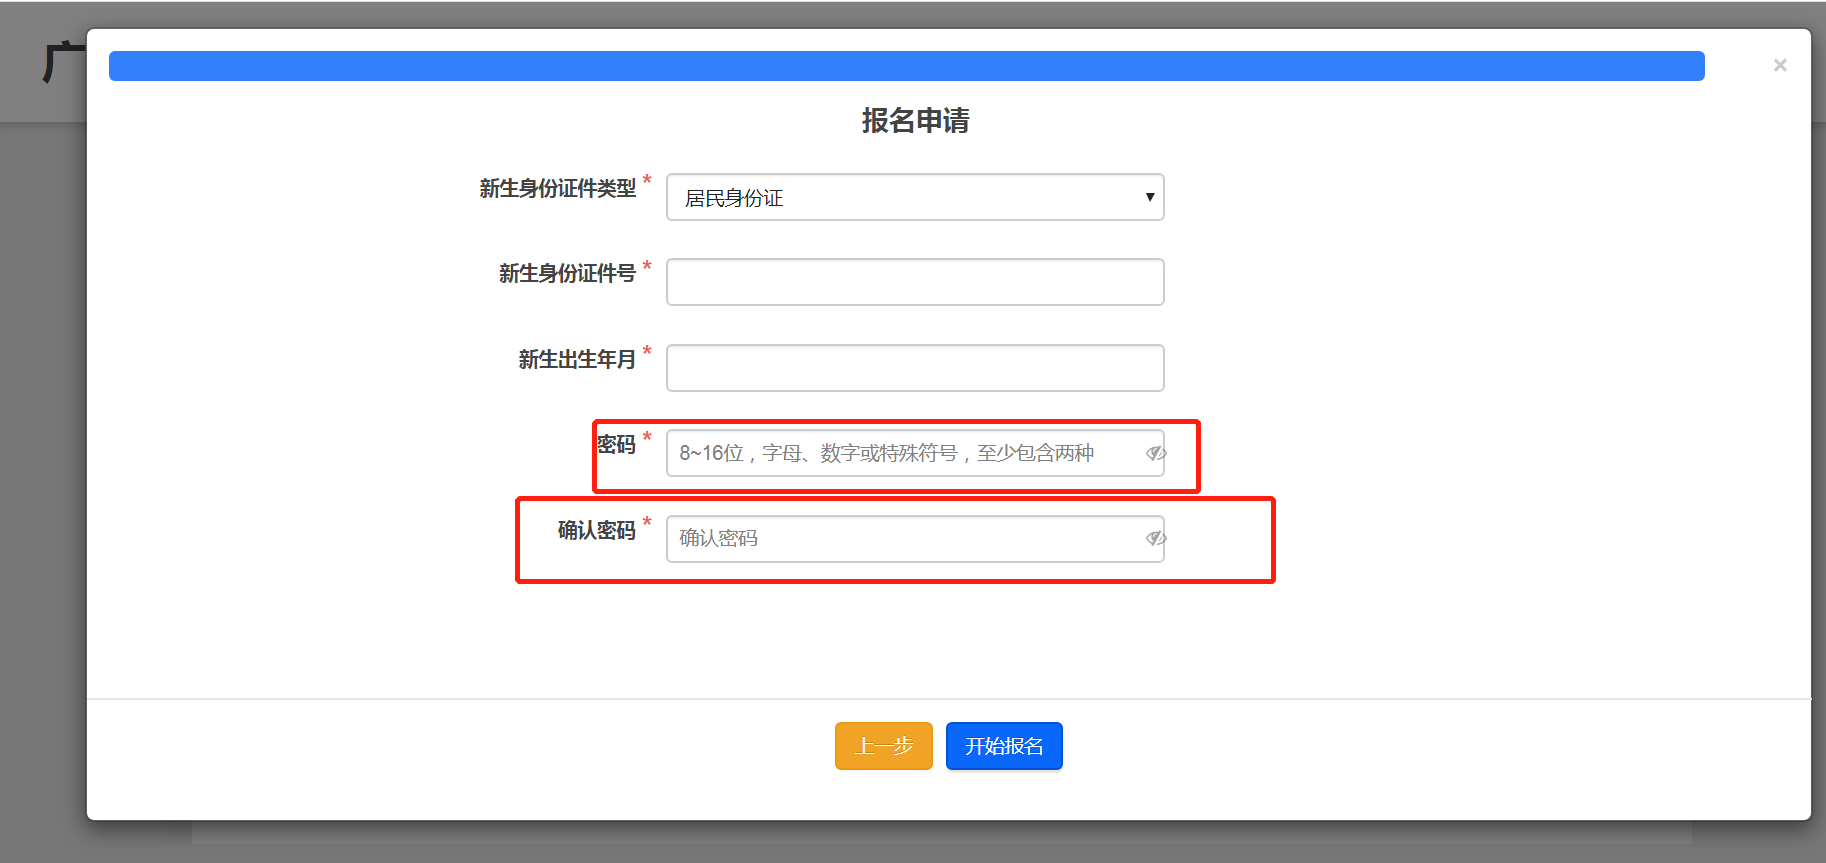 广
×
报名申请
新生身份证件类型 *
居民身份证
新生身份证件号 *
新生出生年月 *
密码 *
8~16位，字母、数字或特殊符号，至少包含两种
确认密码 *
确认密码
上一步 开始报名